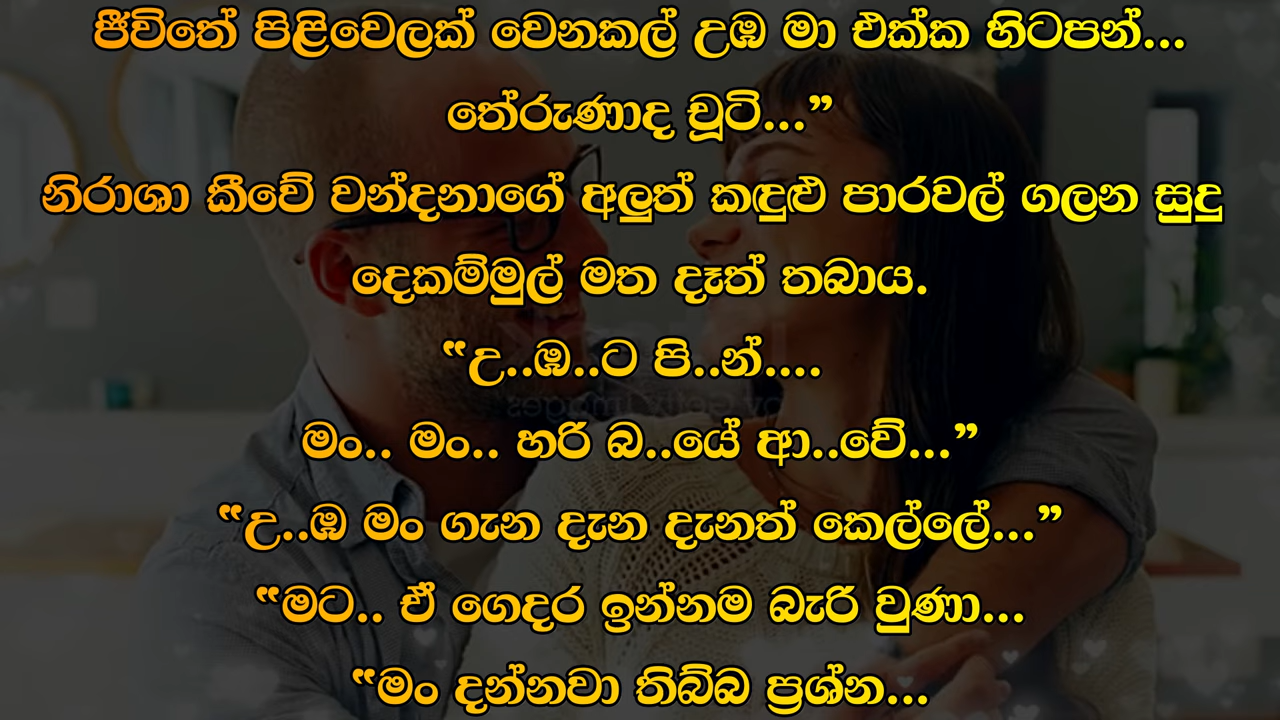 ජීවිතේ පිළිවෙලක් වෙනකල් උඹ මා එක්ක හිටපන්...
තේරුණාද චූටි...”
නිරාශා කීවේ වන්දනාගේ අලුත් කඳුළු පාරවල් ගලන සුදු
දෙකම්මුල් මත දෑත් තබාය.
“උ..ඹ..ට පි..න්....
මං.. මං.. හරි බ..යේ ආ..වේ...”
“උ..ඹ මං ගැන දැන දැනත් කෙල්ලේ...”
“මට.. ඒ ගෙදර ඉන්නම බැරි වුණා...
“මං දන්නවා තිබ්බ ප්‍රශ්න...